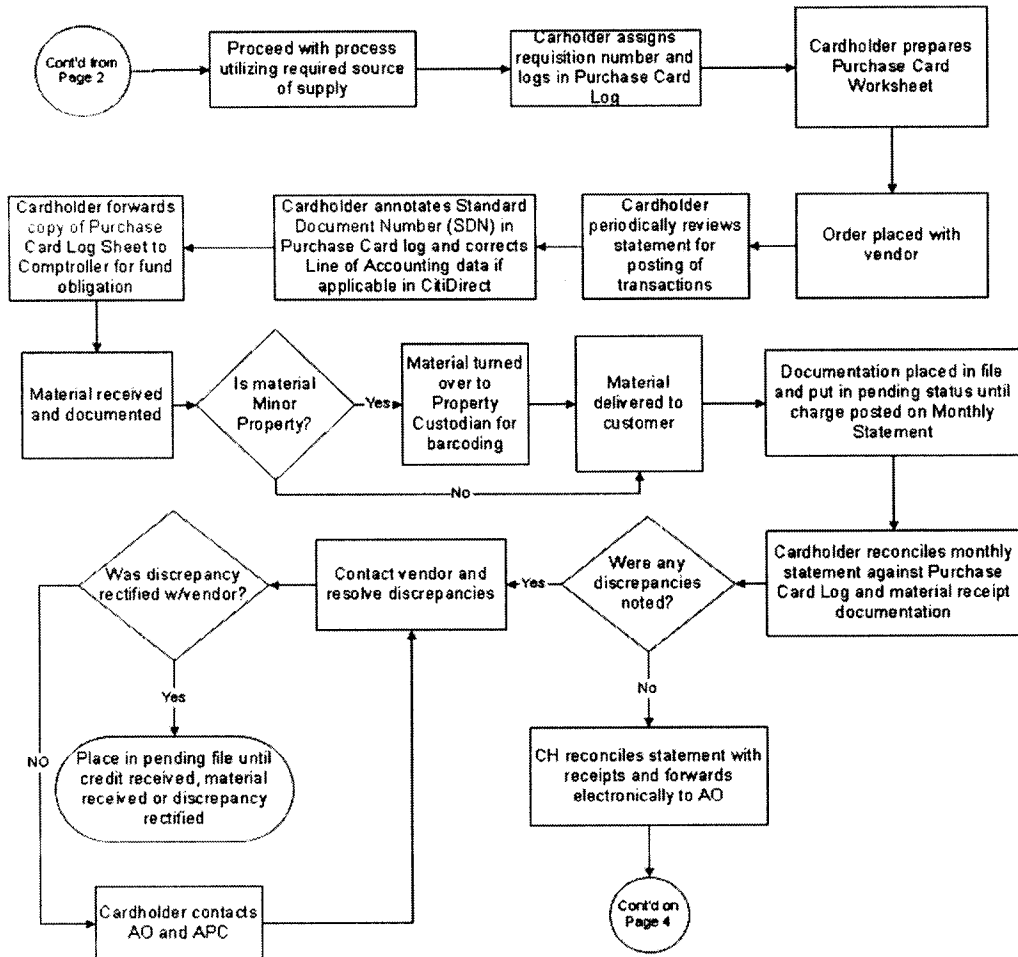 Cont'd from
Page 2
Proceed with process
utilizing required source
of supply
Carholder assigns
requisition number and
logs in Purchase Card
Log
Cardholder prepares
Purchase Card
Worksheet
Cardholder forwards
copy of Purchase
Card Log Sheet to
Comptroller for fund
obligation
Cardholder annotates Standard
Document Number (SDN) in
Purchase Card log and corrects
Line of Accounting data if
applicable in CitiDirect
Cardholder
periodically reviews
statement for
posting of
transactions
Order placed with
vendor
Material received
and documented
Is material
Minor
Property?
Yes
No
Material turned
over to
Property
Custodian for
barcoding
Material
delivered to
customer
Documentation placed in file
and put in pending status until
charge posted on Monthly
Statement
Was discrepancy
rectified w/vendor?
Contact vendor and
resolve discrepancies
Yes
Were any
discrepancies
noted?
Cardholder reconciles monthly
statement against Purchase
Card Log and material receipt
documentation
Yes
No
NO
Place in pending file until
credit received, material
received or discrepancy
rectified
CH reconciles statement with
receipts and forwards
electronically to AO
Cardholder contacts
AO and APC
Cont'd on
Page 4